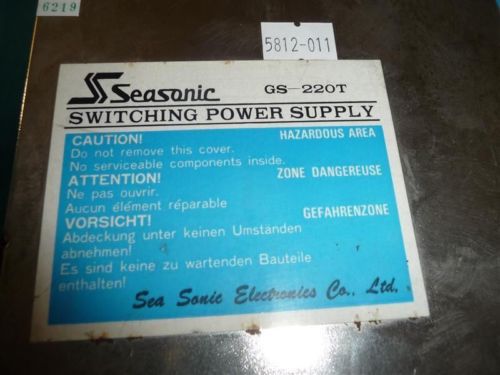 6219
5812-011
Seasonic GS-220T
SWITCHING POWER SUPPLY
CAUTION! HAZARDOUS AREA
Do not remove this cover.
No serviceable components inside.
ATTENTION! ZONE DANGEREUSE
Ne pas ouvrir.
Aucun élément réparable
VORSICHT! GEFAHRENZONE
Abdeckung unter keinen Umständen
abnehmen!
Es sind keine zu wartenden Bauteile
enthalten!
Sea Sonic Electronics Co., Ltd.